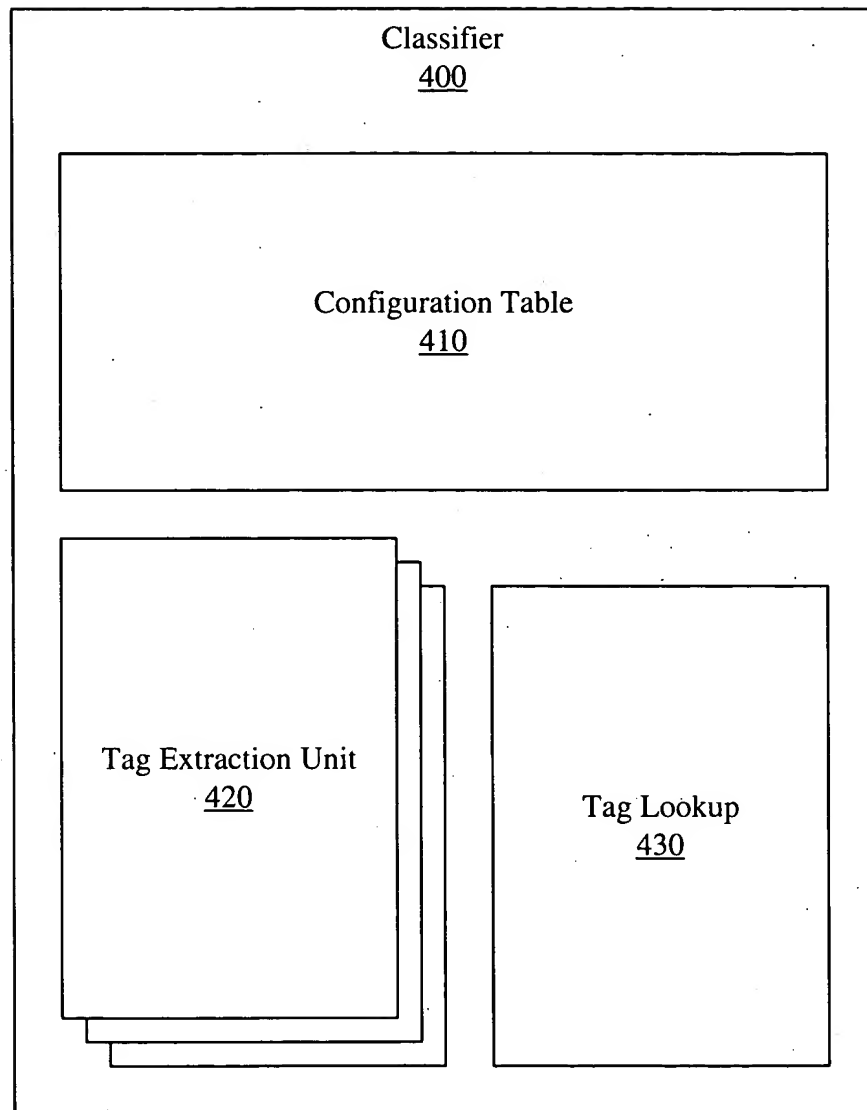 Classifier
400
Configuration Table
410
Tag Extraction Unit
420
Tag Lookup
430